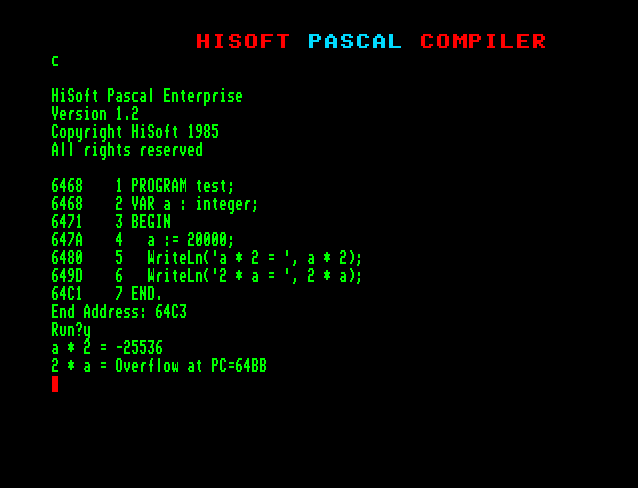 HISOFT PASCAL COMPILER
C
HiSoft Pascal Enterprise
Version 1.2
Copyright HiSoft 1985
All rights reserved
6468    1 PROGRAM test;
6468    2 VAR a : integer;
6471    3 BEGIN
647A    4   a := 20000;
6480    5   WriteLn('a * 2 = ', a * 2);
649D    6   WriteLn('2 * a = ', 2 * a);
64C1    7 END.
End Address: 64C3
Run?y
a * 2 = -25536
2 * a = Overflow at PC=64BB